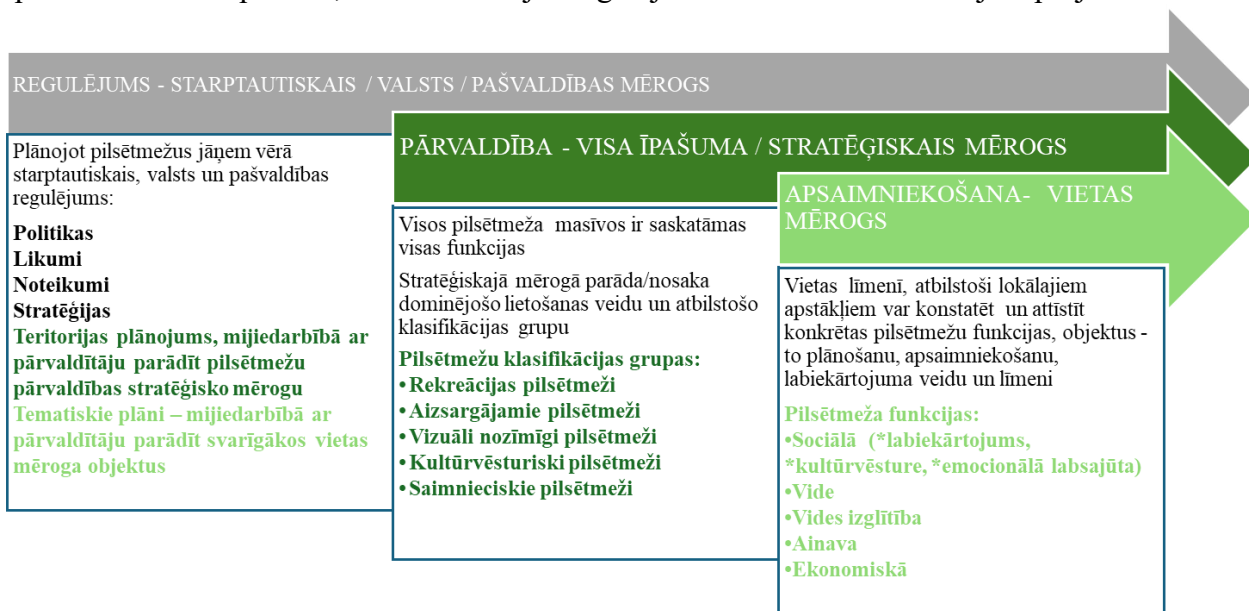 REGULĒJUMS - STARPTAUTISKAIS / VALSTS / PAŠVALDĪBAS MĒROGS
Plānojot pilsētmežus jāņem vērā
starptautiskais, valsts un pašvaldības
regulējums:
Politikas
Likumi
Noteikumi
Stratēģijas
Teritorijas plānojums, mijiedarbībā ar
pārvaldītāju parādīt pilsētmežu
pārvaldības stratēģisko mērogu
Tematiskie plāni – mijiedarbībā ar
pārvaldītāju parādīt svarīgākos vietas
mēroga objektus
PĀRVALDĪBA - VISA ĪPAŠUMA / STRATĒĢISKAIS MĒROGS
Visos pilsētmeža masīvos ir saskatāmas
visas funkcijas
Stratēģiskajā mērogā parāda/nosaka
dominējošo lietošanas veidu un atbilstošo
klasifikācijas grupu
Pilsētmežu klasifikācijas grupas:
•Rekreācijas pilsētmeži
•Aizsargājamie pilsētmeži
•Vizuāli nozīmīgi pilsētmeži
•Kultūrvēsturiski pilsētmeži
•Saimnieciskie pilsētmeži
APSAIMNIEKOŠANA- VIETAS
MĒROGS
Vietas līmenī, atbilstoši lokālajiem
apstākļiem var konstatēt un attīstīt
konkrētas pilsētmežu funkcijas, objektus -
to plānošanu, apsaimniekošanu,
labiekārtojuma veidu un līmeni
Pilsētmeža funkcijas:
•Sociālā (*labiekārtojums,
*kultūrvēsture, *emocionālā labsajūta)
•Vide
•Vides izglītība
•Ainava
•Ekonomiskā